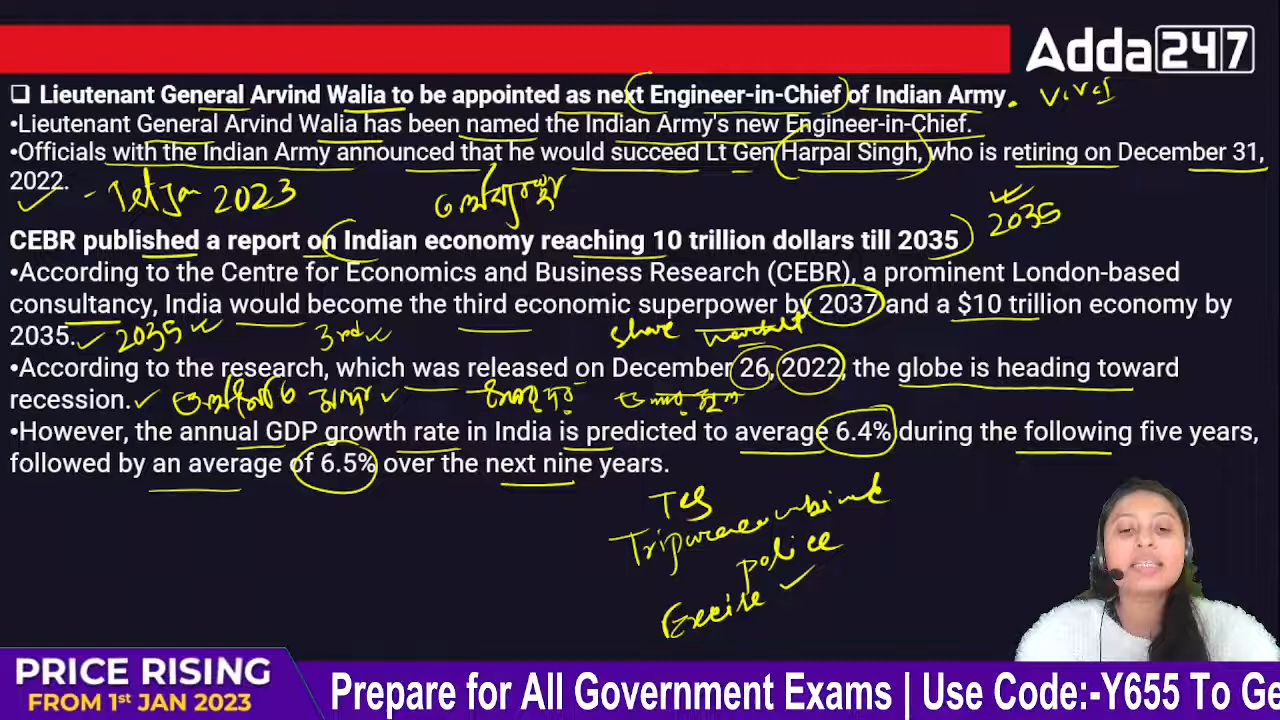 Adda247
❑ Lieutenant General Arvind Walia to be appointed as next Engineer-in-Chief of Indian Army. v.v.I
•Lieutenant General Arvind Walia has been named the Indian Army's new Engineer-in-Chief.
•Officials with the Indian Army announced that he would succeed Lt Gen Harpal Singh, who is retiring on December 31,
2022.
Jan 2023
2035
CEBR published a report on Indian economy reaching 10 trillion dollars till 2035
•According to the Centre for Economics and Business Research (CEBR), a prominent London-based
consultancy, India would become the third economic superpower by 2037 and a $10 trillion economy by
2035.
2035 3rd share
•According to the research, which was released on December 26, 2022, the globe is heading toward
recession.
•However, the annual GDP growth rate in India is predicted to average 6.4% during the following five years,
followed by an average of 6.5% over the next nine years.
police
PRICE RISING
FROM 1st JAN 2023
Prepare for All Government Exams | Use Code:-Y655 To Ge